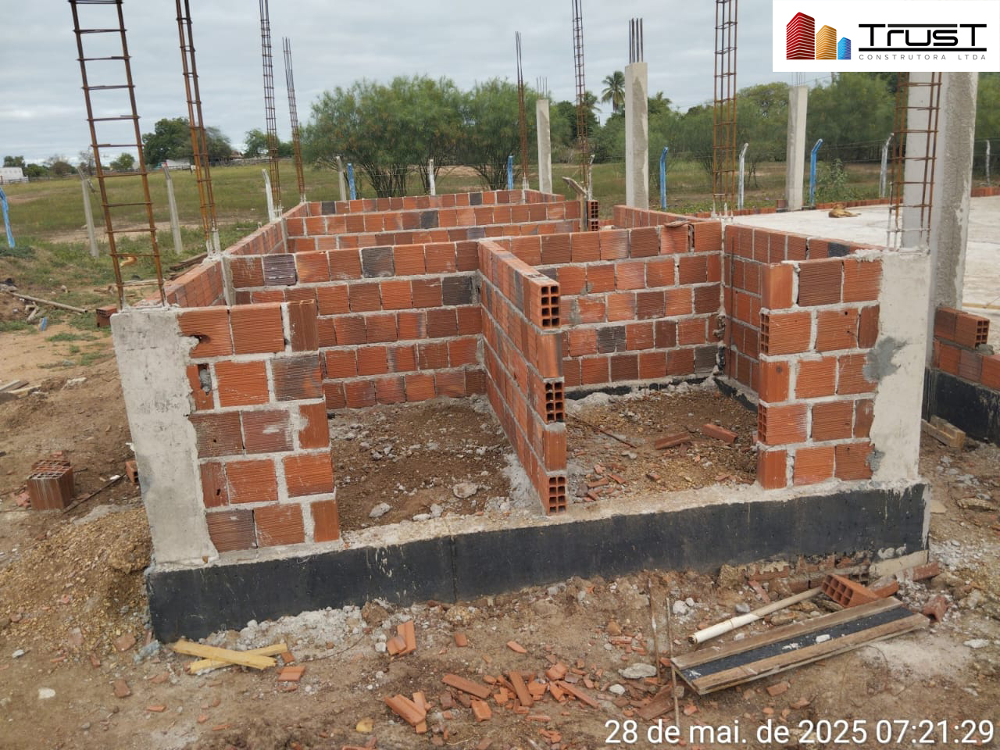 TRUST
CONSTRUTORA LTDA
28 de mai. de 2025 07:21:29